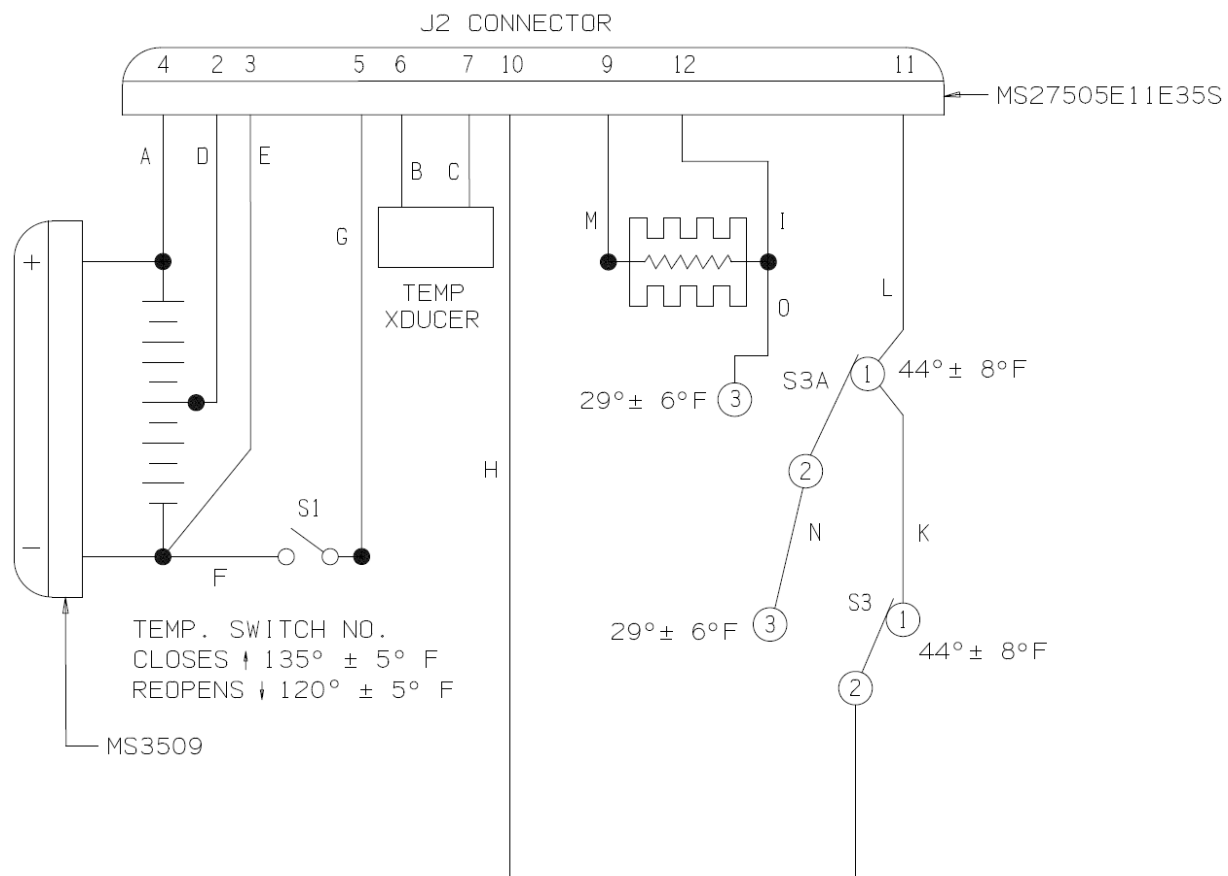 J2 CONNECTOR
4 2 3 5 6 7 10 9 12 11
MS27505E11E35S
A D E B C
M I
G
+
TEMP
XDUCER
L
O
S3A 1 44°± 8°F
29°± 6°F 3
2
H
S1
N K
−
F
S3
29°± 6°F 3 1
TEMP. SWITCH NO.
CLOSES ↑ 135° ± 5° F
44°± 8°F
REOPENS ↓ 120° ± 5° F
2
MS3509